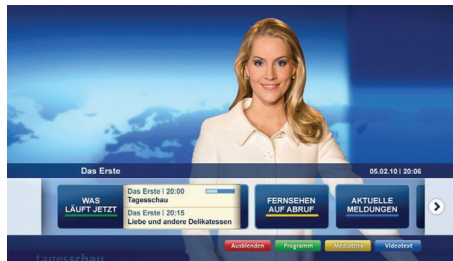 Das Erste
05.02.10 | 20:06
WAS
LÄUFT JETZT
Das Erste | 20:00
Tagesschau
Das Erste | 20:15
Liebe und andere Delikatessen
FERNSEHEN
AUF ABRUF
AKTUELLE
MELDUNGEN
Ausblenden
Programm
Mediathek
Videotext
tagesschau